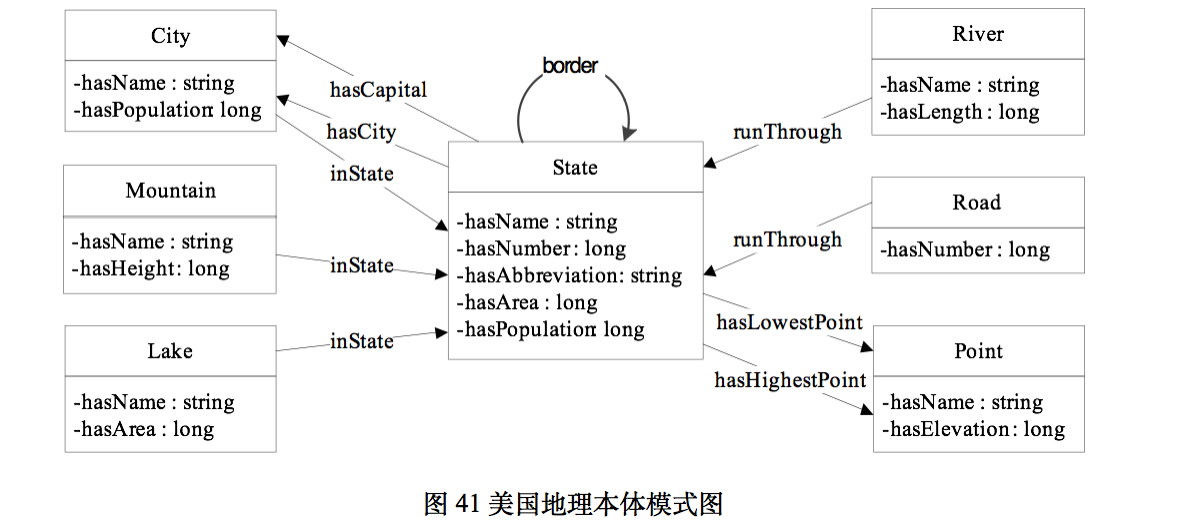 City
-hasName : string
-hasPopulation: long
Mountain
-hasName : string
-hasHeight: long
Lake
-hasName : string
-hasArea : long
hasCapital
hasCity
inState
inState
inState
border
State
-hasName : string
-hasNumber: long
-hasAbbreviation: string
-hasArea : long
-hasPopulation: long
runThrough
runThrough
hasLowestPoint
hasHighestPoint
River
-hasName : string
-hasLength : long
Road
-hasNumber : long
Point
-hasName : string
-hasElevation: long
图 41 美国地理本体模式图